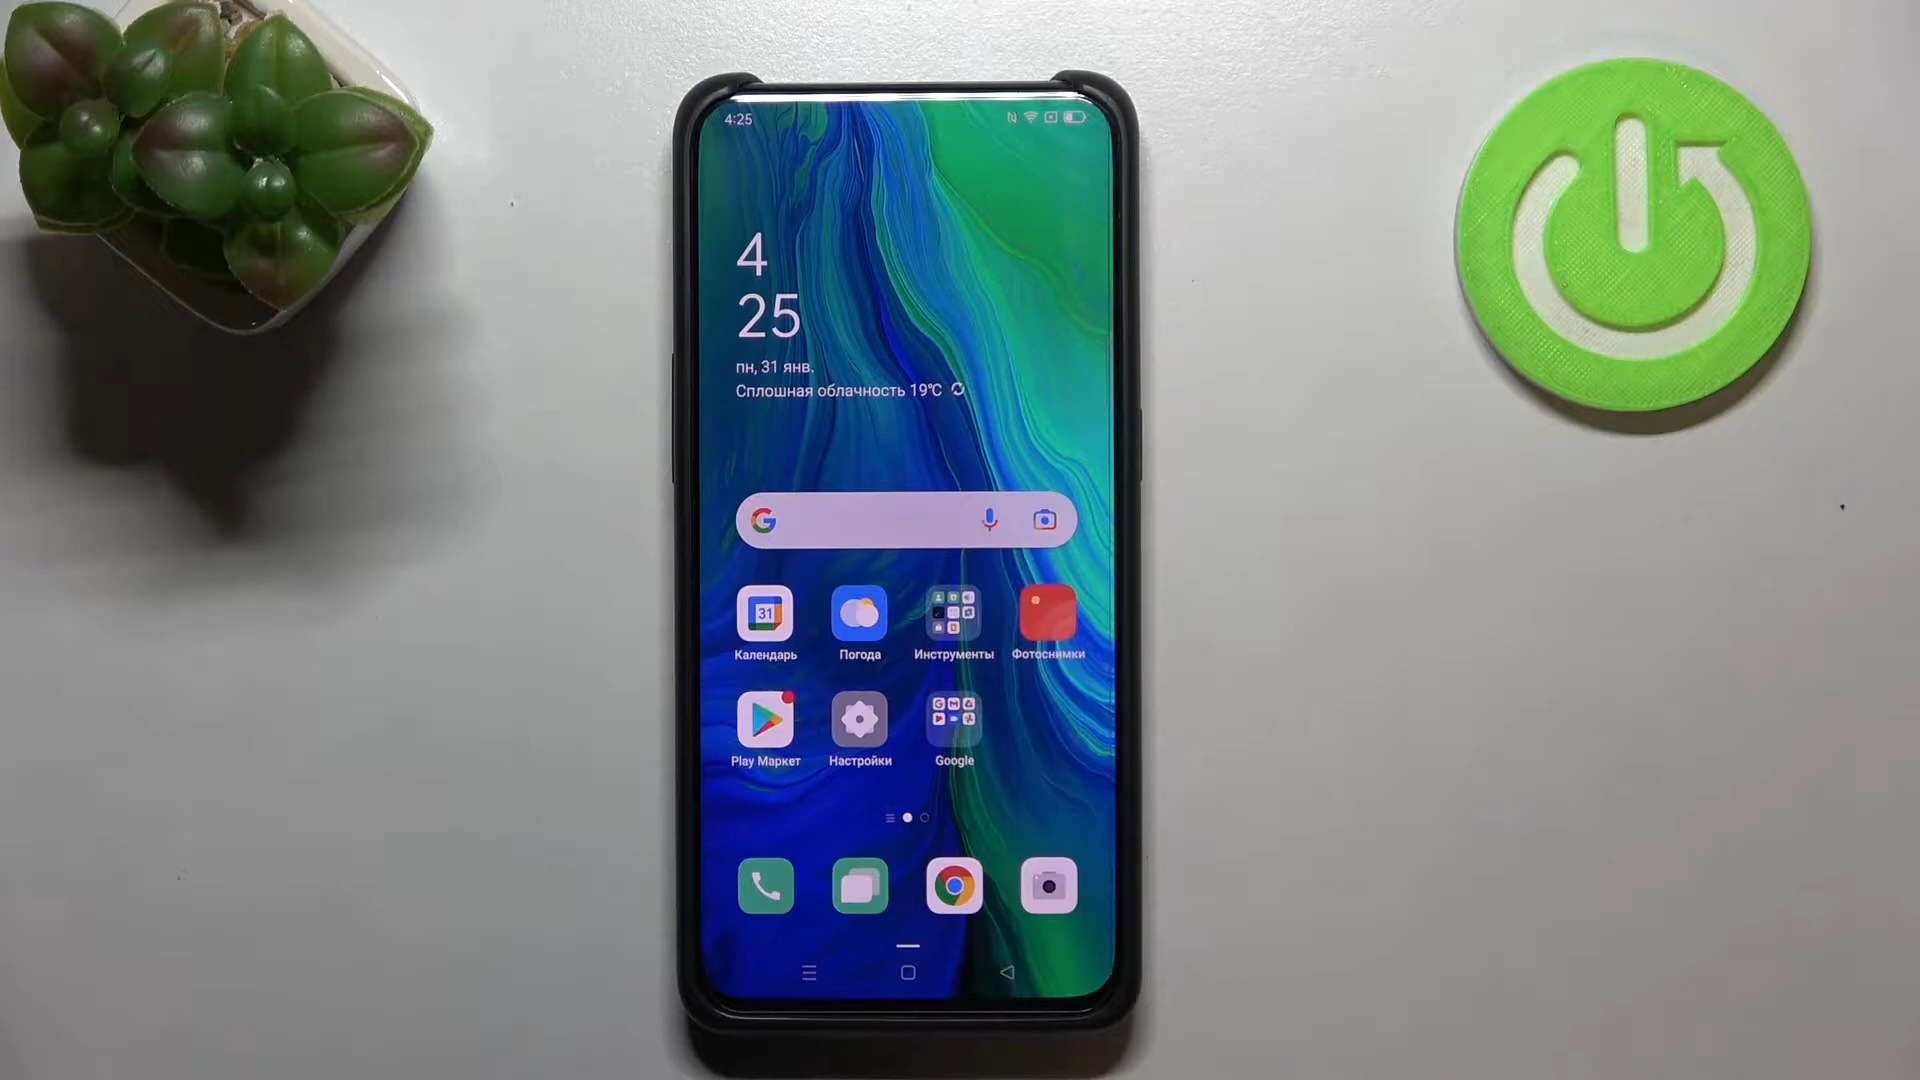 4:25
4
25
пн, 31 янв.
Сплошная облачность 19°C
31
Календарь
Погода
Инструменты
Фотоснимки
Play Маркет
Настройки
Google